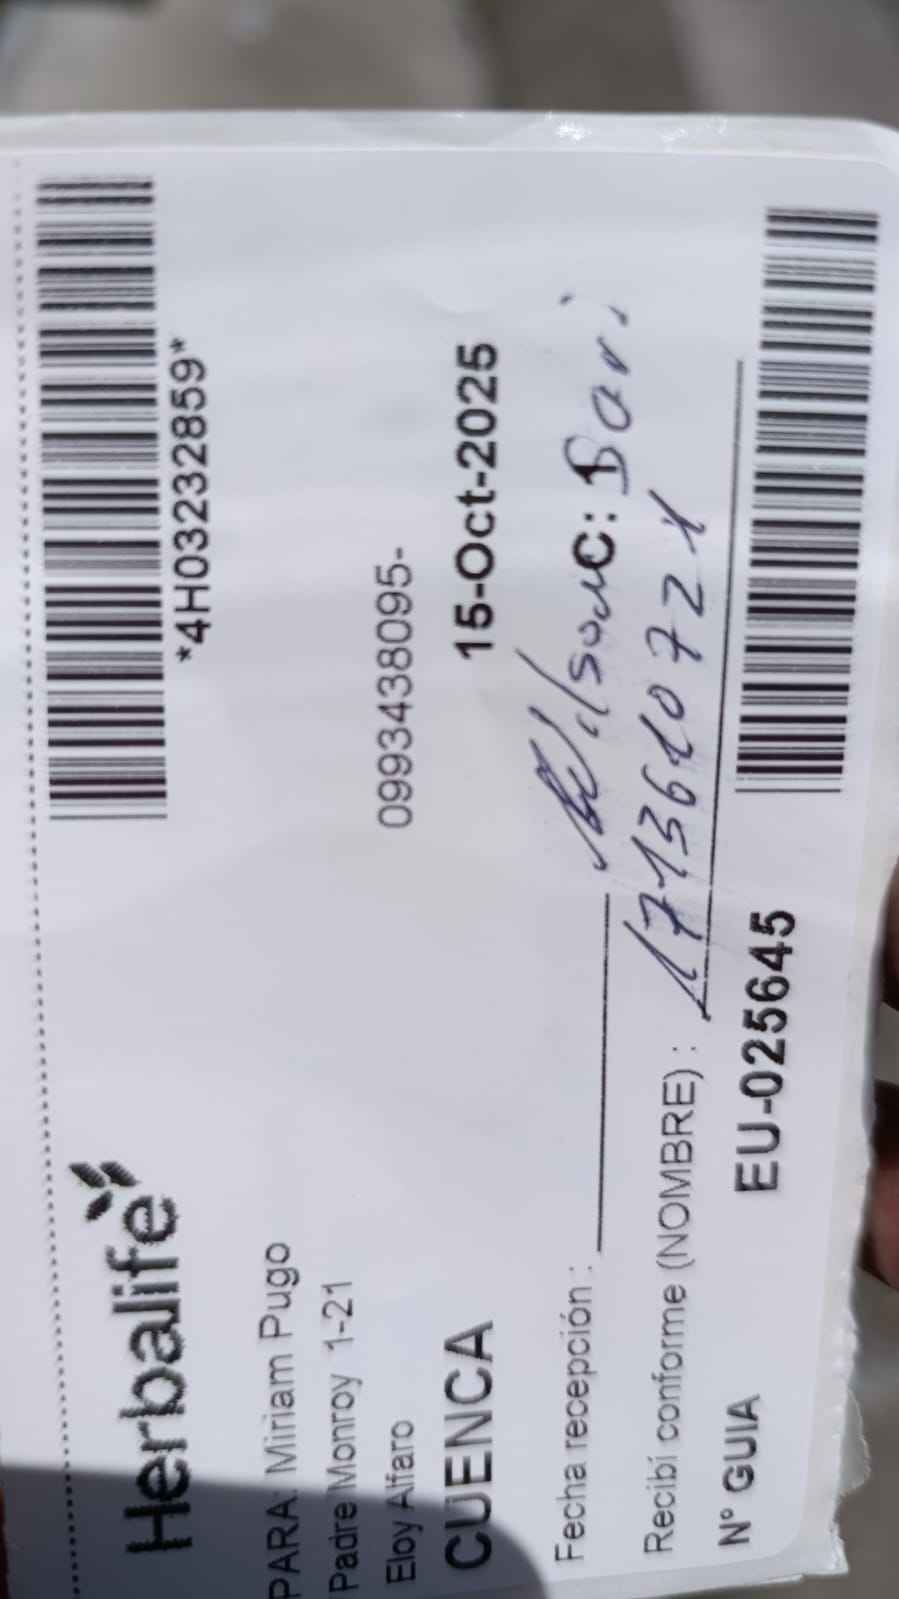 Herbalife
*4H03232859*
PARA: Miriam Pugo
Padre Monroy 1-21
Eloy Alfaro
0993438095-
CUENCA
15-Oct-2025
Fecha recepción :
C:
Recibí conforme (NOMBRE) :
N° GUIA
EU-025645